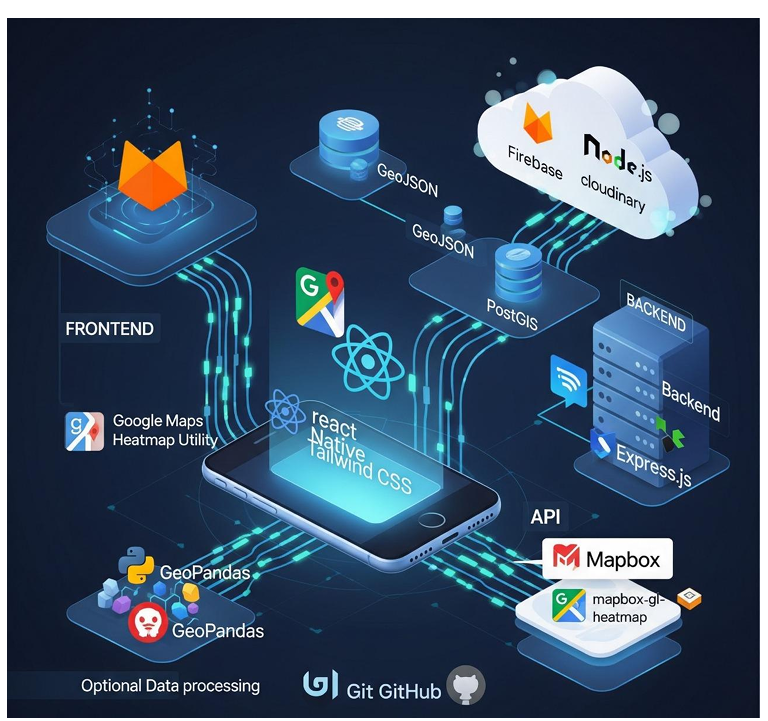 Firebase
Node.js
cloudinary
GeoJSON
GeoJSON
PostGIS
BACKEND
FRONTEND
G
Backend
g
Google Maps
Heatmap Utility
react
Native
Tailwind CSS
Express.js
API
Mapbox
GeoPandas
G
mapbox-gl-
heatmap
GeoPandas
Optional Data processing
Git GitHub